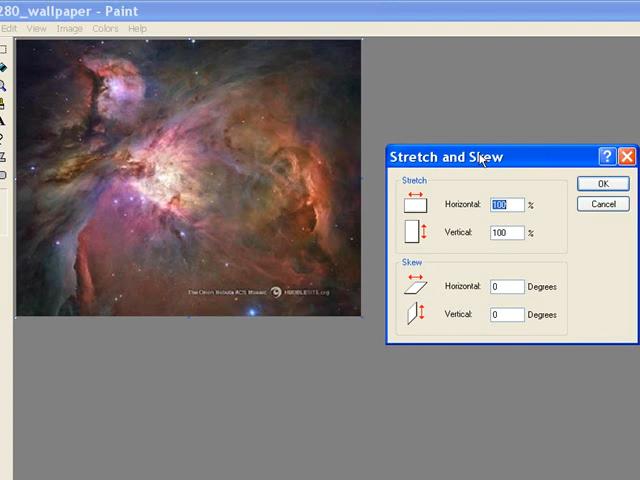 280_wallpaper - Paint
Edit View Image Colors Help
Stretch and Skew
Stretch
Horizontal: 100 %
Vertical: 100 %
Skew
Horizontal: 0 Degrees
Vertical: 0 Degrees
OK
Cancel
The Orion Nebula ACS Mosaic HUBBLESITE.org
A
?